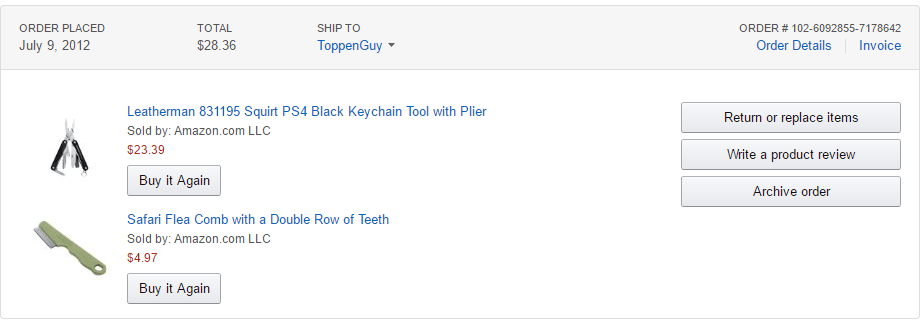 ORDER PLACED
July 9, 2012
TOTAL
$28.36
SHIP TO
ToppenGuy
ORDER # 102-6092855-7178642
Order Details
Invoice
Leatherman 831195 Squirt PS4 Black Keychain Tool with Plier
Sold by: Amazon.com LLC
$23.39
Buy it Again
Safari Flea Comb with a Double Row of Teeth
Sold by: Amazon.com LLC
$4.97
Buy it Again
Return or replace items
Write a product review
Archive order